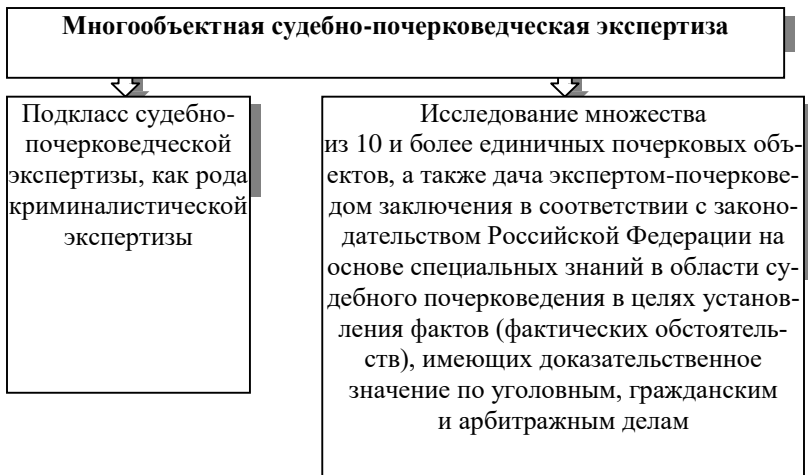 Многообъектная судебно-почерковедческая экспертиза
Подкласс судебно-
почерковедческой
экспертизы, как рода
криминалистической
экспертизы
Исследование множества
из 10 и более единичных почерковых объ-
ектов, а также дача экспертом-почеркове-
дом заключения в соответствии с законо-
дательством Российской Федерации на
основе специальных знаний в области су-
дебного почерковедения в целях установ-
ления фактов (фактических обстоятель-
ств), имеющих доказательственное
значение по уголовным, гражданским
и арбитражным делам